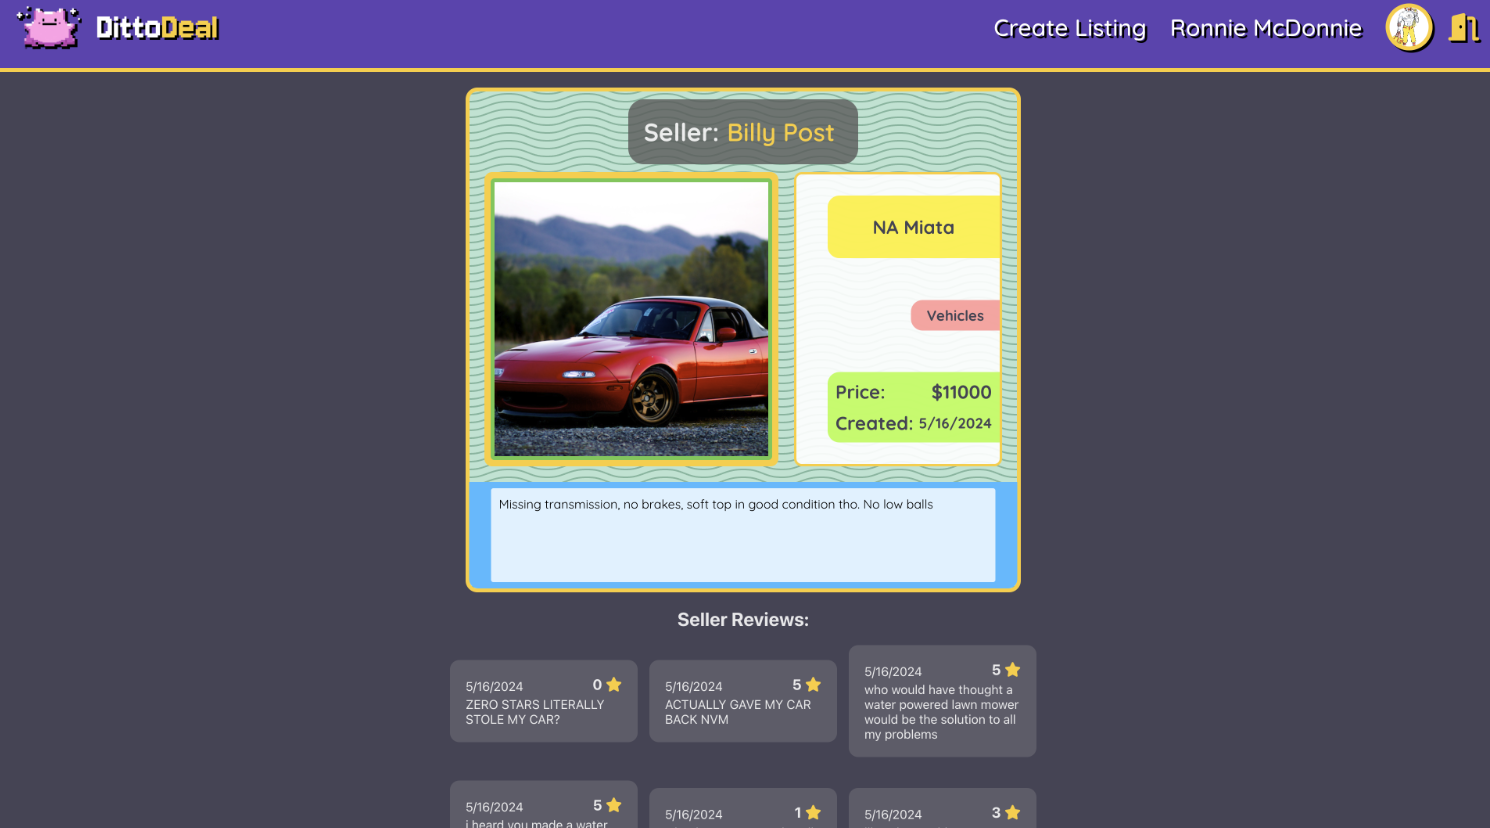 DittoDeal
Create Listing
Ronnie McDonnie
Seller: Billy Post
NA Miata
Vehicles
Price: $11000
Created: 5/16/2024
Missing transmission, no brakes, soft top in good condition tho. No low balls
Seller Reviews:
5/16/2024 0
ZERO STARS LITERALLY
STOLE MY CAR?
5/16/2024 5
ACTUALLY GAVE MY CAR
BACK NVM
5/16/2024 5
who would have thought a
water powered lawn mower
would be the solution to all
my problems
5/16/2024 5
i heard you made a water
5/16/2024 1
5/16/2024 3